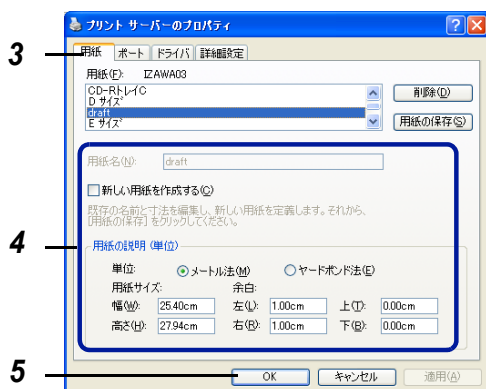 プリント サーバーのプロパティ
3
用紙 ポート ドライバ 詳細設定
用紙(F): IZAWA03
CD-RトレイC
D サイズ
draft
E サイズ
削除(D)
用紙の保存(S)
用紙名(N): draft
新しい用紙を作成する(C)
既存の名前と寸法を編集し、新しい用紙を定義します。それから、
[用紙の保存] をクリックしてください。
4
用紙の説明 (単位)
単位: メートル法(M) ヤードポンド法(E)
用紙サイズ: 余白:
幅(W): 25.40cm 左(L): 1.00cm 上(T): 0.00cm
高さ(H): 27.94cm 右(R): 1.00cm 下(B): 0.00cm
5
OK キャンセル 適用(A)